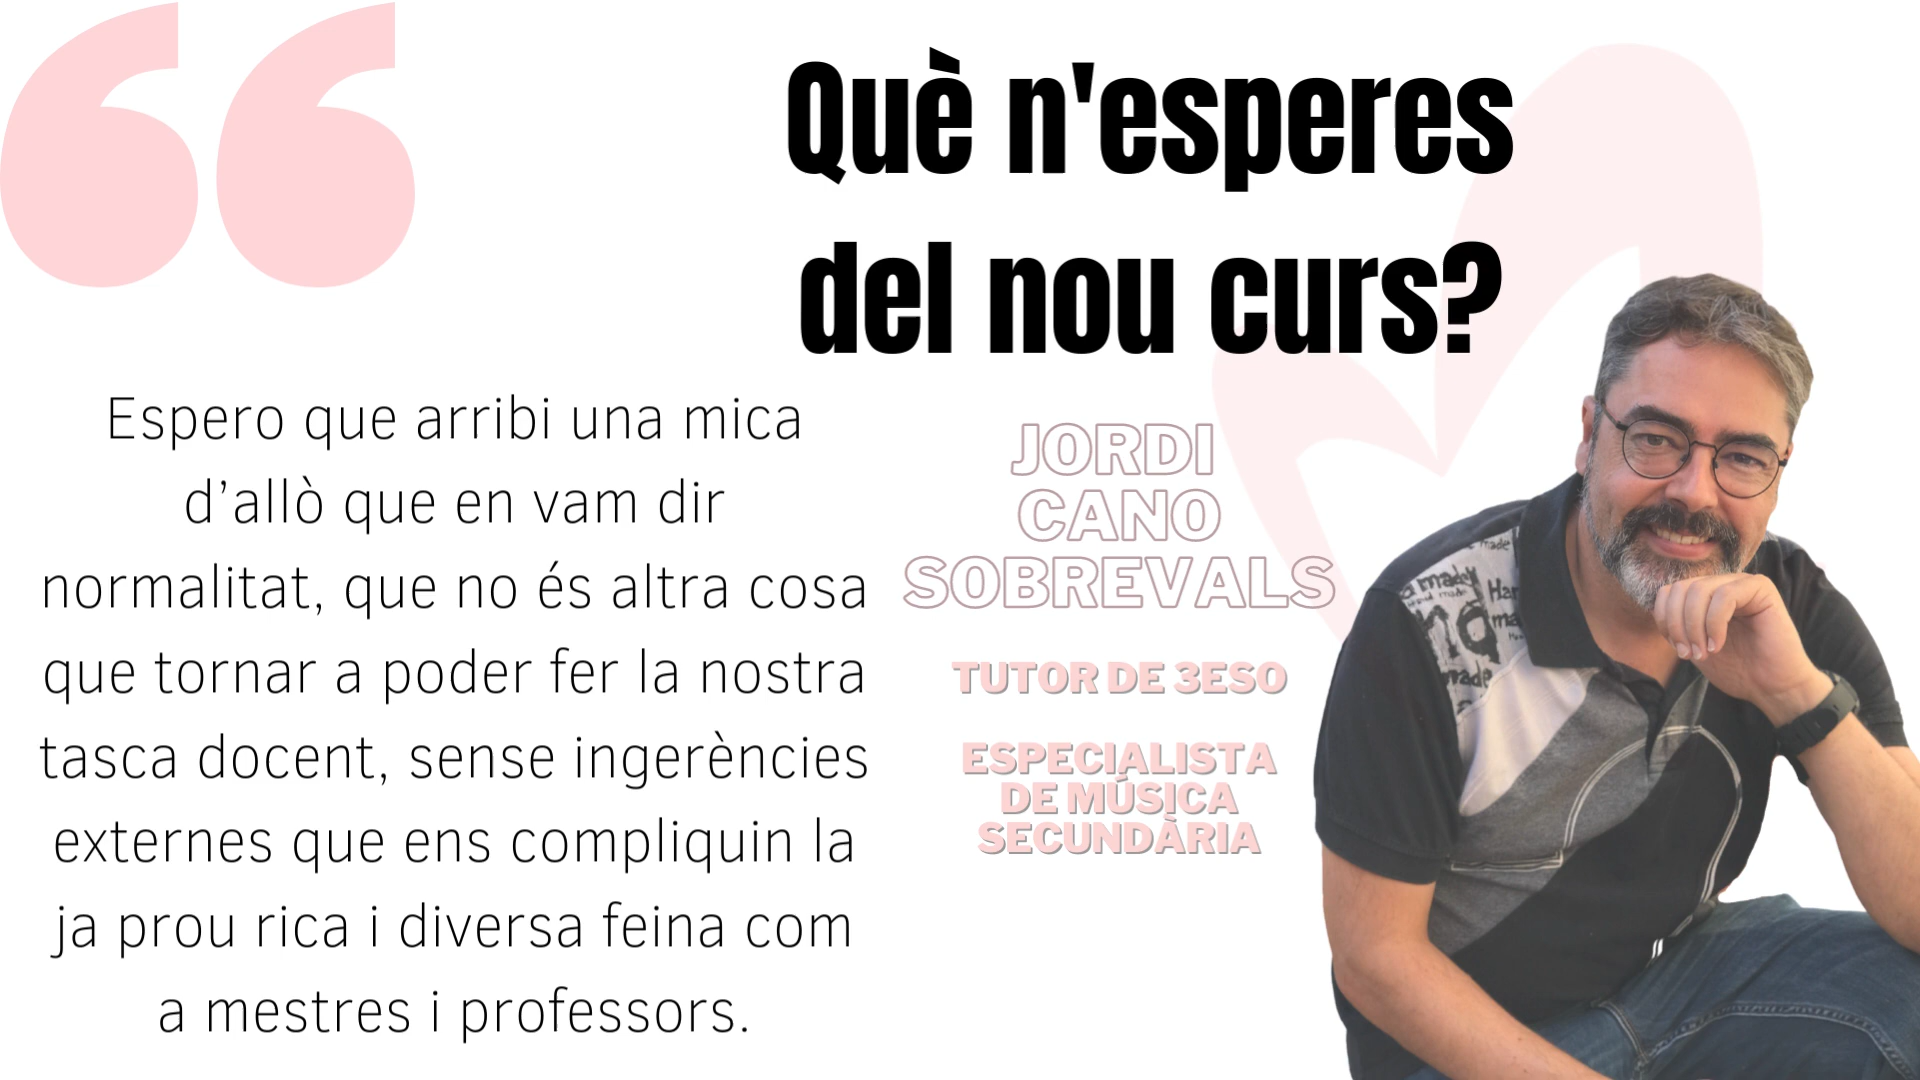 Què n'esperes
del nou curs?
Espero que arribi una mica
d’allò que en vam dir
normalitat, que no és altra cosa
que tornar a poder fer la nostra
tasca docent, sense ingerències
externes que ens compliquin la
ja prou rica i diversa feina com
a mestres i professors.
JORDI
CANO
SOBREVALS
TUTOR DE 3ESO
ESPECIALISTA
DE MÚSICA
SECUNDÀRIA